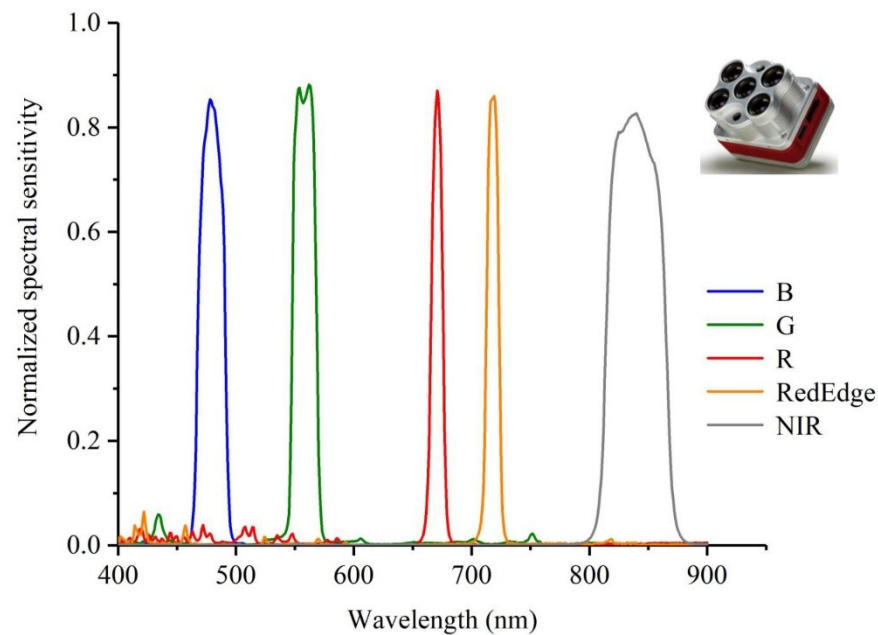 1.0
0.8
0.6
0.4
0.2
0.0
Normalized spectral sensitivity
400
500
600
700
800
900
Wavelength (nm)
B
G
R
RedEdge
NIR